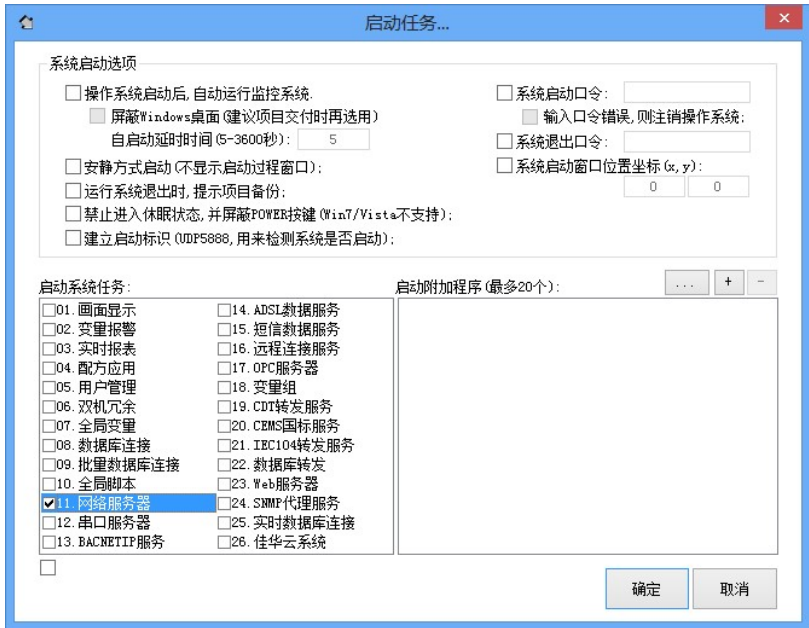 启动任务...
系统启动选项
操作系统启动后,自动运行监控系统.
屏蔽Windows桌面(建议项目交付时再选用)
自启动延时时间(5-3600秒): 5
安静方式启动(不显示启动过程窗口);
运行系统退出时,提示项目备份;
禁止进入休眠状态,并屏蔽POWER按键(Win7/Vista不支持);
建立启动标识(UDP5888,用来检测系统是否启动);
系统启动口令:
输入口令错误,则注销操作系统;
系统退出口令:
系统启动窗口位置坐标(x,y):
0 0
启动系统任务:
01.画面显示
02.变量报警
03.实时报表
04.配方应用
05.用户管理
06.双机冗余
07.全局变量
08.数据库连接
09.批量数据库连接
10.全局脚本
11.网络服务器
12.串口服务器
13.BACNETIP服务
14.ADSL数据服务
15.短信数据服务
16.远程连接服务
17.OPC服务器
18.变量组
19.CDT转发服务
20.CEMS国标服务
21.IEC104转发服务
22.数据库转发
23.Web服务器
24.SNMP代理服务
25.实时数据库连接
26.佳华云系统
启动附加程序(最多20个):
... + -
确定 取消